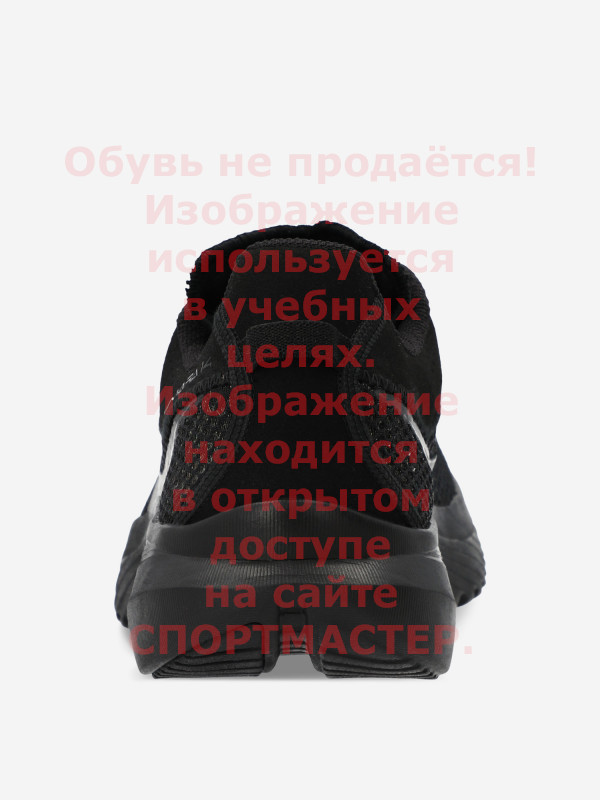 Обувь не продаётся!
Изображение
используется
в учебных
целях.
Изображение
находится
в открытом
доступе
на сайте
СПОРТМАСТЕР.